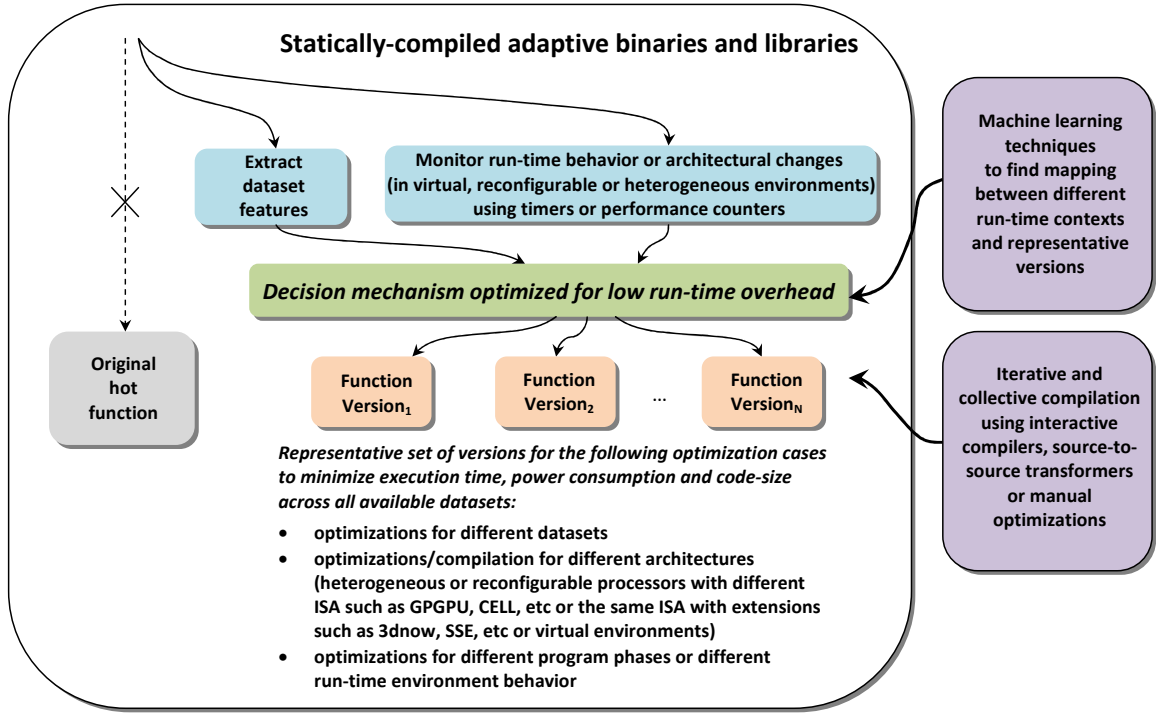 Statically-compiled adaptive binaries and libraries
Extract
dataset
features
Monitor run-time behavior or architectural changes
(in virtual, reconfigurable or heterogeneous environments)
using timers or performance counters
Machine learning
techniques
to find mapping
between different
run-time contexts
and representative
versions
Decision mechanism optimized for low run-time overhead
Original
hot
function
Function
Version₁
Function
Version₂
...
Function
Versionₙ
Iterative and
collective compilation
using interactive
compilers, source-to-
source transformers
or manual
optimizations
Representative set of versions for the following optimization cases
to minimize execution time, power consumption and code-size
across all available datasets:
• optimizations for different datasets
• optimizations/compilation for different architectures
(heterogeneous or reconfigurable processors with different
ISA such as GPGPU, CELL, etc or the same ISA with extensions
such as 3dnow, SSE, etc or virtual environments)
• optimizations for different program phases or different
run-time environment behavior